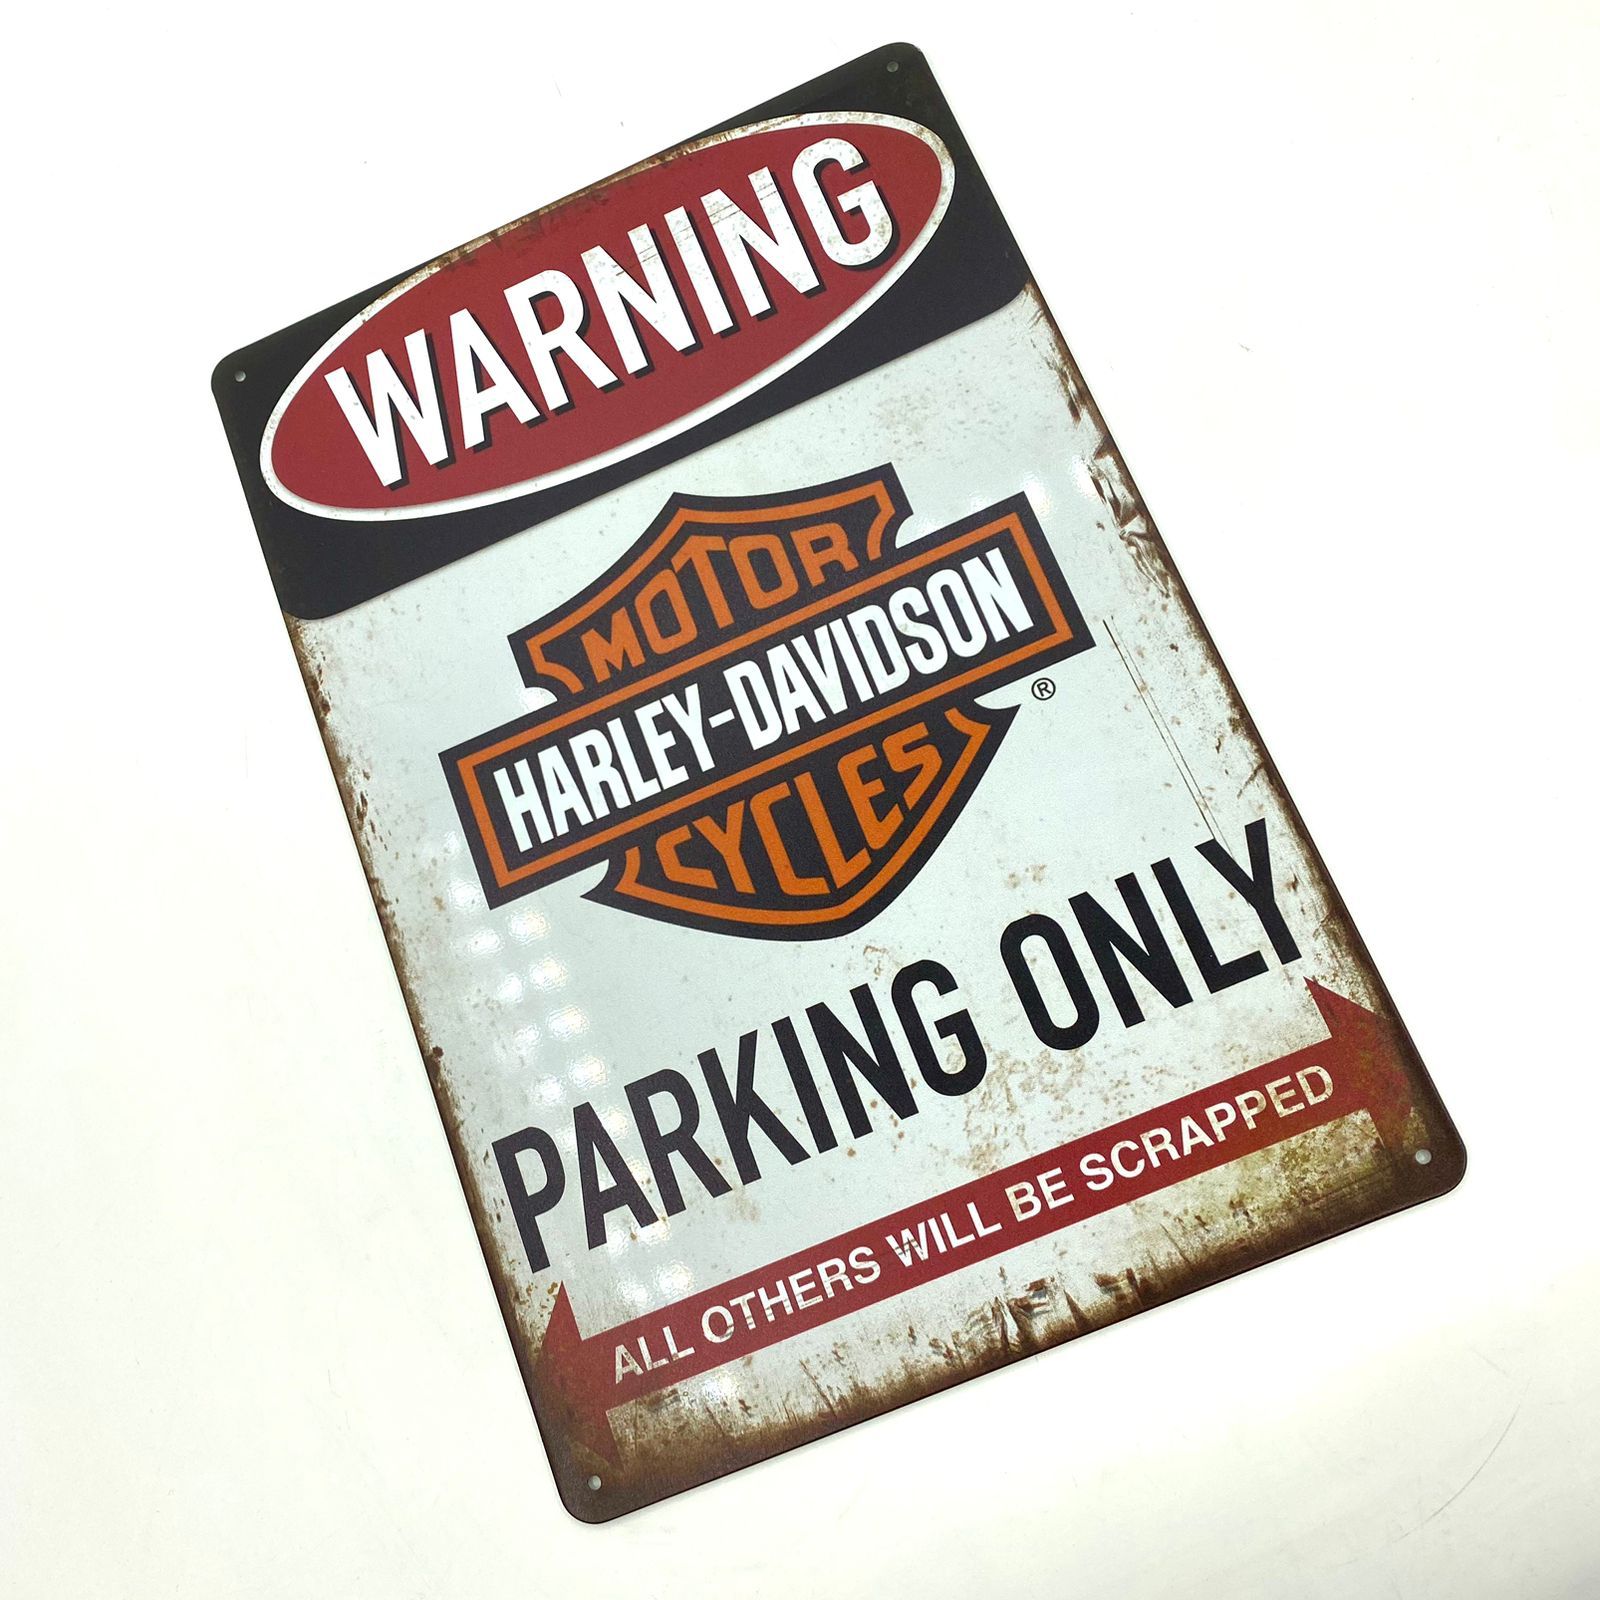 WARNING
MOTOR
HARLEY-DAVIDSON
®
CYCLES
PARKING ONLY
ALL OTHERS WILL BE SCRAPPED